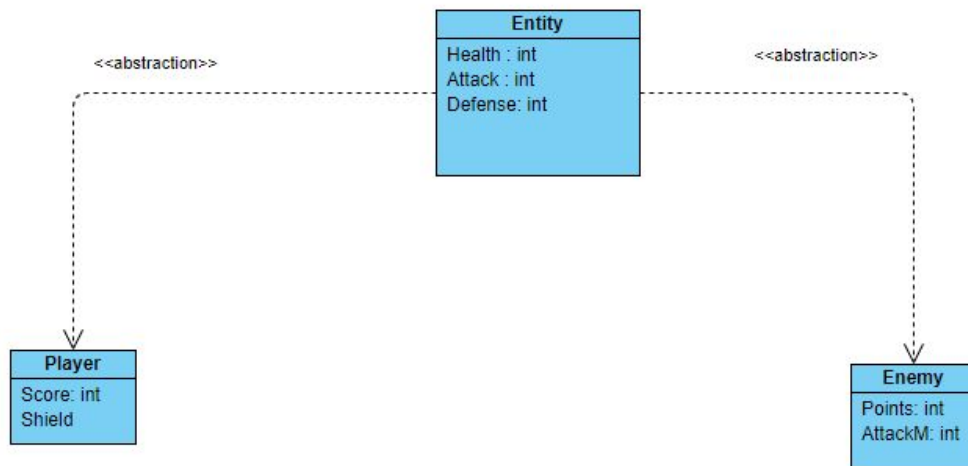 Entity
Health : int
Attack : int
Defense: int
<<abstraction>>
<<abstraction>>
Player
Score: int
Shield
Enemy
Points: int
AttackM: int